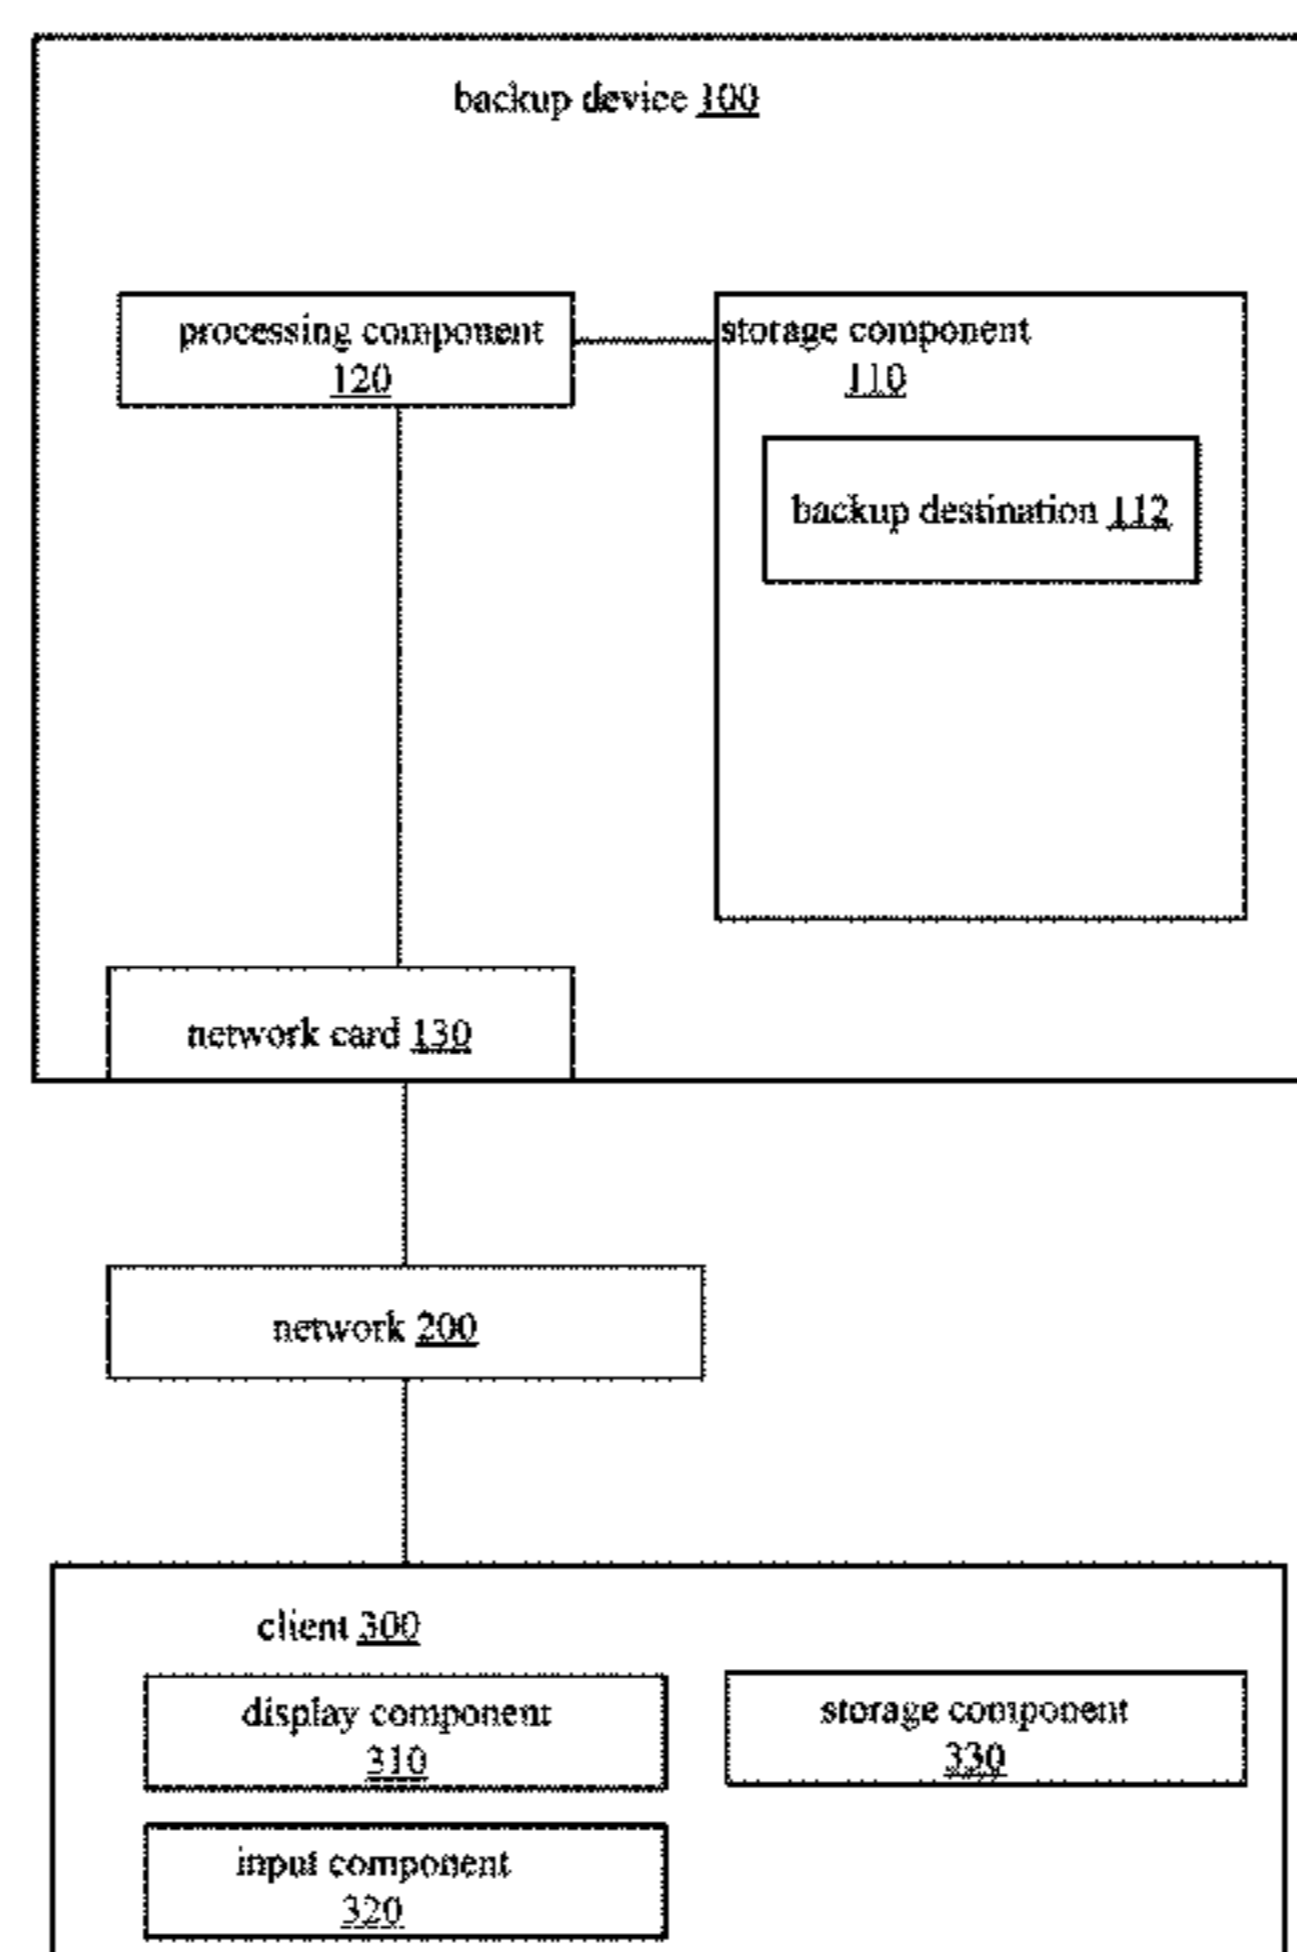 backup device 100
processing component
120
storage component
110
backup destination 112
network card 130
network 200
client 300
display component
310
storage component
330
input component
320